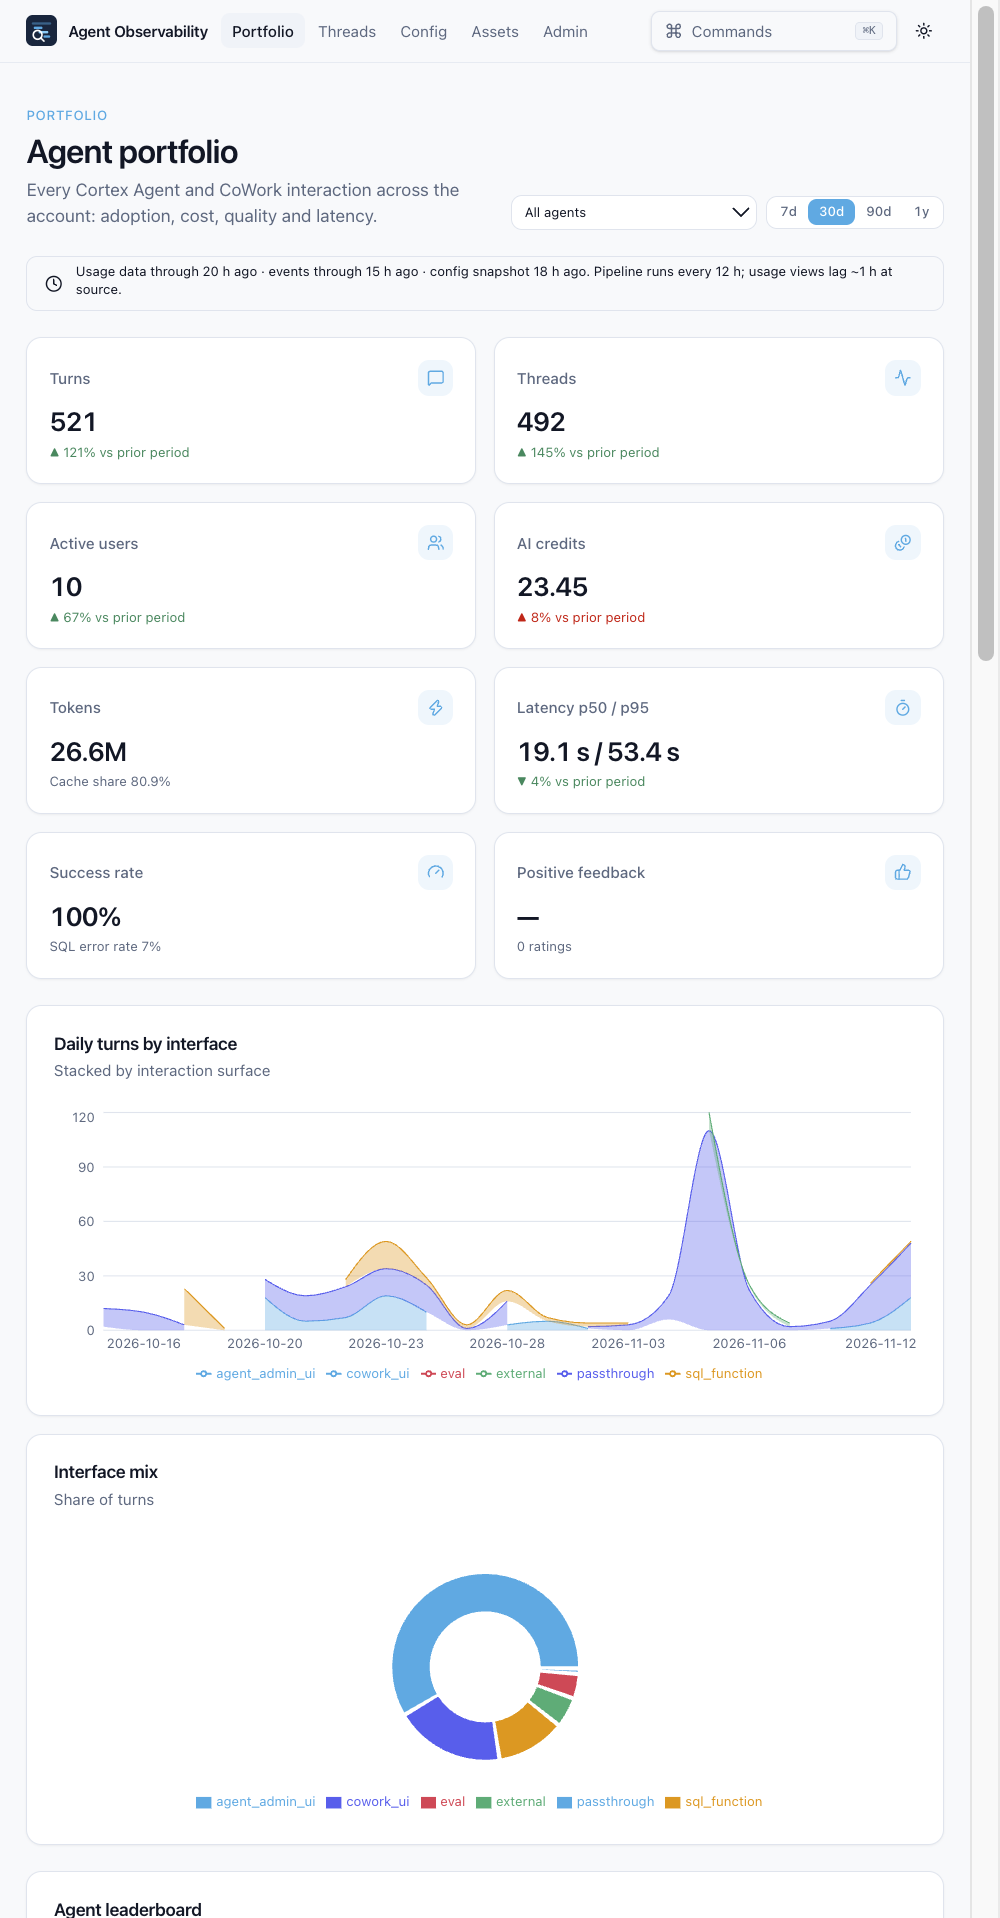 Agent Observability
Portfolio
Threads
Config
Assets
Admin
Commands
⌘K
PORTFOLIO
Agent portfolio
Every Cortex Agent and CoWork interaction across the
account: adoption, cost, quality and latency.
All agents
7d
30d
90d
1y
Usage data through 20 h ago · events through 15 h ago · config snapshot 18 h ago. Pipeline runs every 12 h; usage views lag ~1 h at
source.
Turns
521
▲ 121% vs prior period
Threads
492
▲ 145% vs prior period
Active users
10
▲ 67% vs prior period
AI credits
23.45
▲ 8% vs prior period
Tokens
26.6M
Cache share 80.9%
Latency p50 / p95
19.1 s / 53.4 s
▼ 4% vs prior period
Success rate
100%
SQL error rate 7%
Positive feedback
—
0 ratings
Daily turns by interface
Stacked by interaction surface
120
90
60
30
0
2026-10-16
2026-10-20
2026-10-23
2026-10-28
2026-11-03
2026-11-06
2026-11-12
agent_admin_ui
cowork_ui
eval
external
passthrough
sql_function
Interface mix
Share of turns
agent_admin_ui
cowork_ui
eval
external
passthrough
sql_function
Agent leaderboard